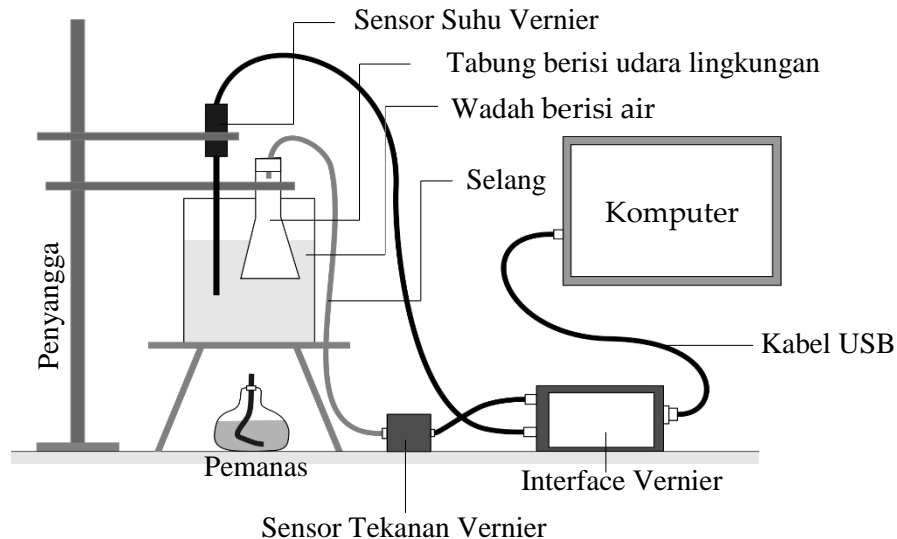 Sensor Suhu Vernier
Tabung berisi udara lingkungan
Wadah berisi air
Selang
Komputer
Penyangga
Kabel USB
Pemanas
Interface Vernier
Sensor Tekanan Vernier